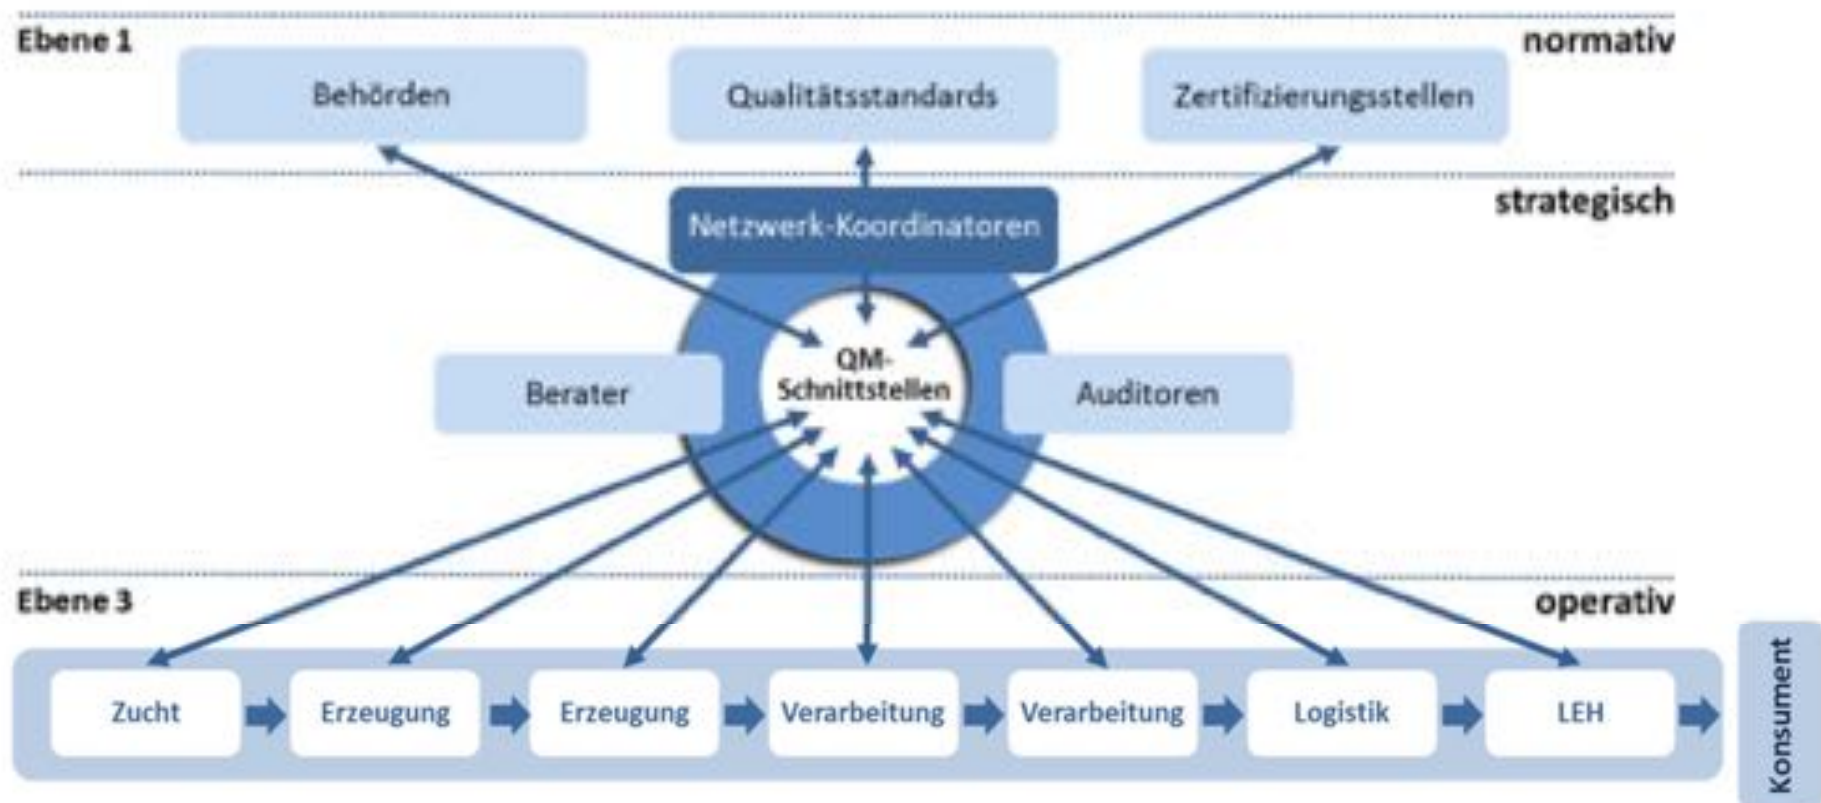 Ebene 1
normativ
Behörden
Qualitätsstandards
Zertifizierungsstellen
strategisch
Netzwerk-Koordinatoren
QM-
Schnittstellen
Berater
Auditoren
Ebene 3
operativ
Zucht
Erzeugung
Erzeugung
Verarbeitung
Verarbeitung
Logistik
LEH
Konsument